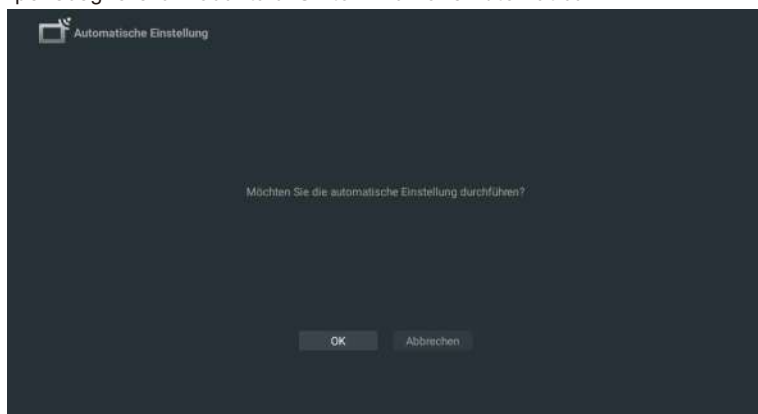 Automatische Einstellung
Möchten Sie die automatische Einstellung durchführen?
OK
Abbrechen